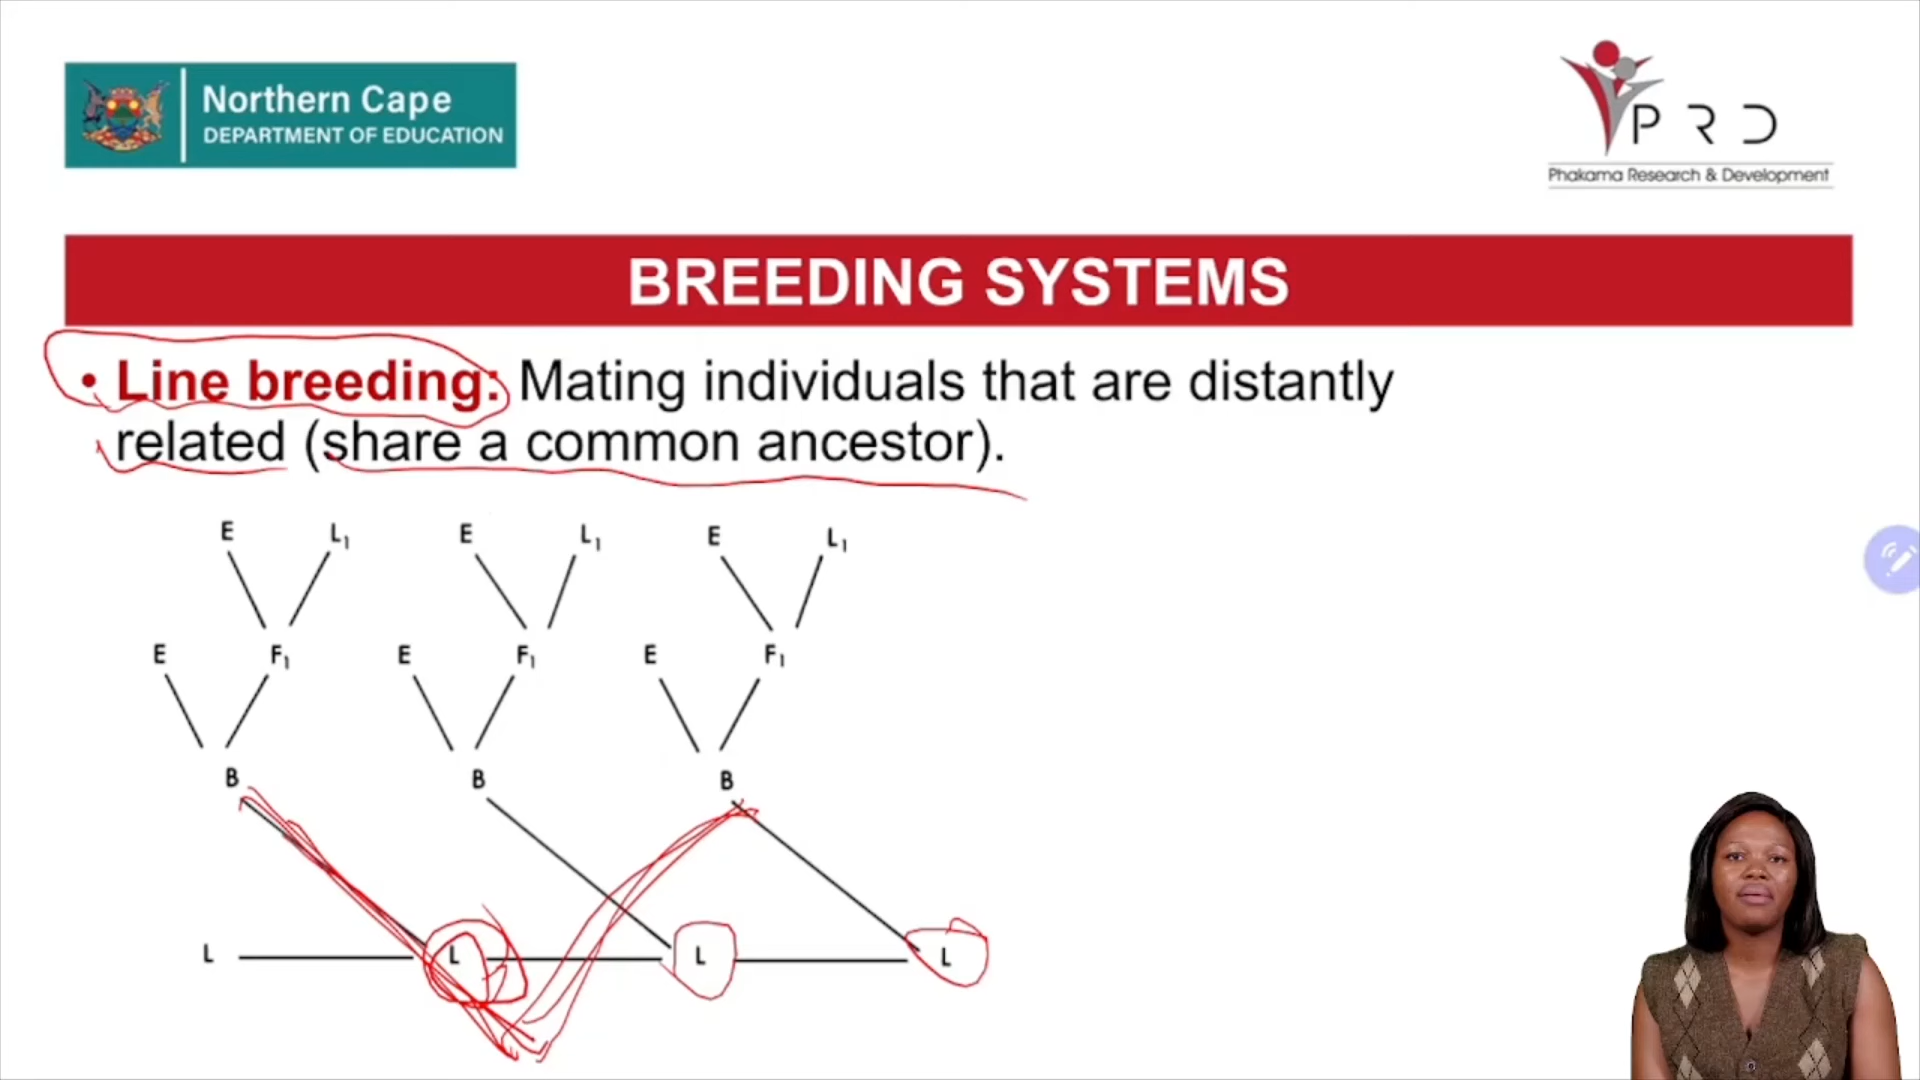 Northern Cape
DEPARTMENT OF EDUCATION
P R D
Phakama Research & Development
BREEDING SYSTEMS
• Line breeding: Mating individuals that are distantly
related (share a common ancestor).
E L₁ E L₁ E L₁
E F₁ E F₁ E F₁
B B B
L L L L